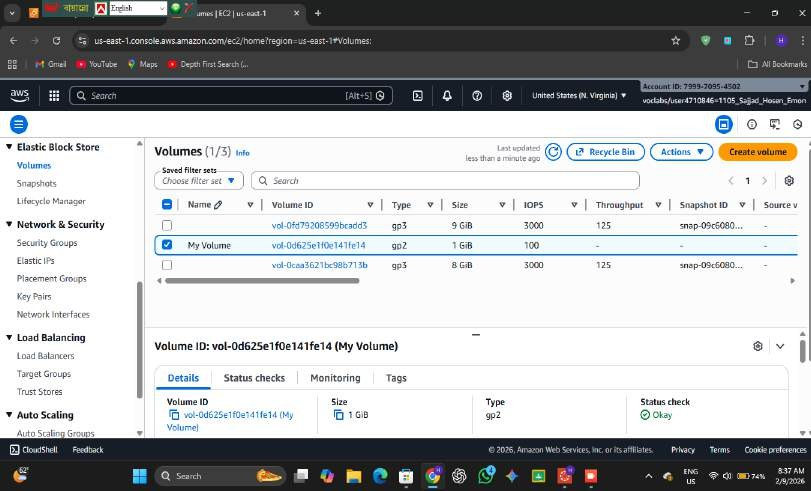 বায়ান্নো English
Volumes | EC2 | us-east-1
us-east-1.console.aws.amazon.com/ec2/home?region=us-east-1#Volumes:
Gmail YouTube Maps Depth First Search (... All Bookmarks
aws Search [Alt+S] United States (N. Virginia) Account ID: 7999-7095-4502
voclabs/user4710846=1105_Sajjad_Hosen_Emon
Elastic Block Store
Volumes
Snapshots
Lifecycle Manager
Network & Security
Security Groups
Elastic IPs
Placement Groups
Key Pairs
Network Interfaces
Load Balancing
Load Balancers
Target Groups
Trust Stores
Auto Scaling
Auto Scaling Groups
Volumes (1/3) Info
Last updated
less than a minute ago
Recycle Bin Actions Create volume
Saved filter sets
Choose filter set Search 1
Name Volume ID Type Size IOPS Throughput Snapshot ID Source v
vol-0fd79208599bcadd3 gp3 9 GiB 3000 125 snap-09c6080... -
My Volume vol-0d625e1f0e141fe14 gp2 1 GiB 100 - - -
vol-0caa3621bc98b713b gp3 8 GiB 3000 125 snap-09c6080... -
Volume ID: vol-0d625e1f0e141fe14 (My Volume)
Details Status checks Monitoring Tags
Volume ID Size Type Status check
vol-0d625e1f0e141fe14 (My 1 GiB gp2 Okay
Volume)
CloudShell Feedback © 2026, Amazon Web Services, Inc. or its affiliates. Privacy Terms Cookie preferences
62° Search 4 ENG 74% 8:37 AM
US 2/9/2026